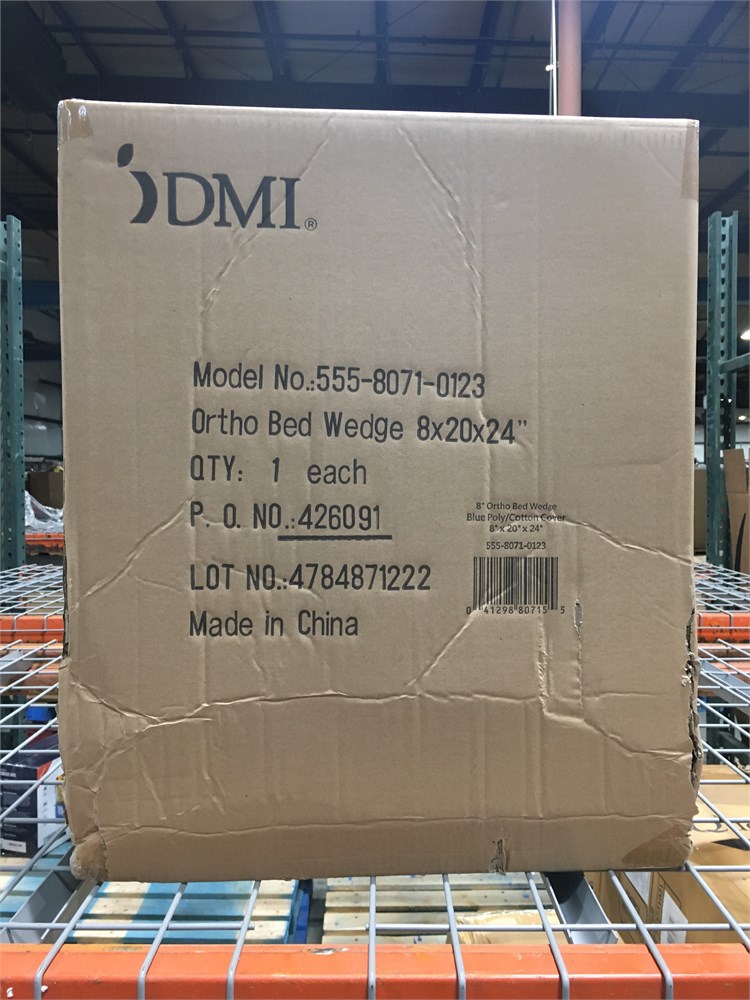 DMI®
Model No.:555-8071-0123
Ortho Bed Wedge 8x20x24"
QTY: 1 each
P. O. NO.:426091
LOT NO.:4784871222
Made in China
8" Ortho Bed Wedge
Blue Poly/Cotton Cover
8" x 20" x 24"
555-8071-0123
0 41298 80715 5